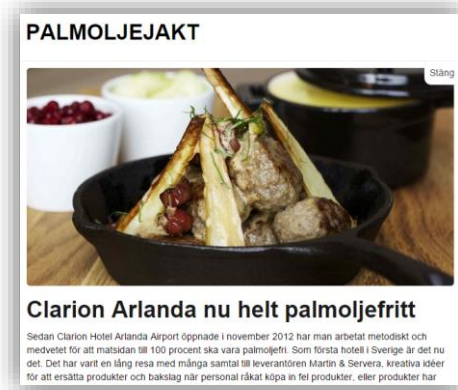 PALMOLJEJAKT
Stäng
Clarion Arlanda nu helt palmoljefritt
Sedan Clarion Hotel Arlanda Airport öppnade i november 2012 har man arbetat metodiskt och
medvetet för att matsidan till 100 procent ska vara palmoljefri. Som första hotell i Sverige är det nu
det. Det har varit en lång resa med många samtal till leverantören Martin & Servera, kreativa idéer
för att ersätta produkter och bakslag när personal råkat köpa in fel produkter, eller produkter har